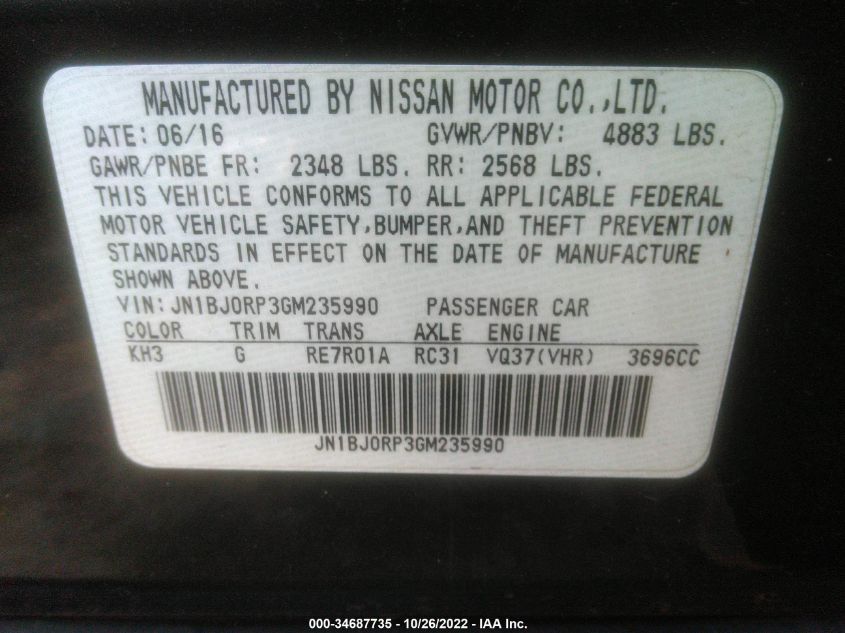 MANUFACTURED BY NISSAN MOTOR CO.,LTD.
DATE: 06/16 GVWR/PNBV: 4883 LBS.
GAWR/PNBE FR: 2348 LBS. RR: 2568 LBS.
THIS VEHICLE CONFORMS TO ALL APPLICABLE FEDERAL
MOTOR VEHICLE SAFETY,BUMPER,AND THEFT PREVENTION
STANDARDS IN EFFECT ON THE DATE OF MANUFACTURE
SHOWN ABOVE.
VIN: JN1BJ0RP3GM235990 PASSENGER CAR
COLOR TRIM TRANS AXLE ENGINE
KH3 G RE7R01A RC31 VQ37(VHR) 3696CC
JN1BJ0RP3GM235990
000-34687735 - 10/26/2022 - IAA Inc.